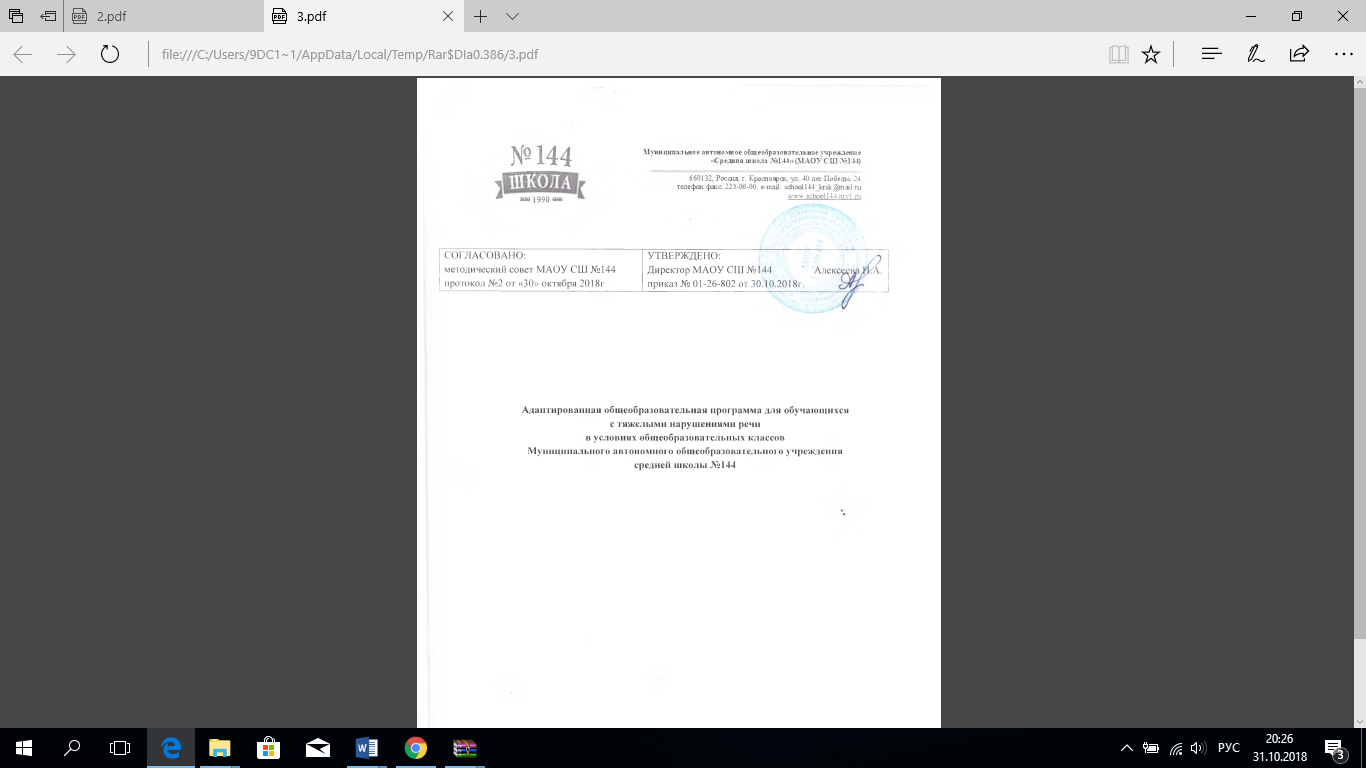 2.pdf
3.pdf
file:///C:/Users/9DC1~1/AppData/Local/Temp/Rar$DIa0.386/3.pdf
№ 144
ШКОЛА
1990
Муниципальное автономное общеобразовательное учреждение
«Средняя школа №144» (МАОУ СШ №144)
660132, Россия, г. Красноярск, ул. 40 лет Победы, 24
телефон/факс: 225-00-00, e-mail: school144_krsk@mail.ru
www.school144.my1.ru
СОГЛАСОВАНО:
методический совет МАОУ СШ №144
протокол №2 от «30» октября 2018г
УТВЕРЖДЕНО:
Директор МАОУ СШ №144 Алексеева И.А.
приказ № 01-26-802 от 30.10.2018г.
Адаптированная общеобразовательная программа для обучающихся
с тяжелыми нарушениями речи
в условиях общеобразовательных классов
Муниципального автономного общеобразовательного учреждения
средней школы №144
РУС
20:26
31.10.2018
3